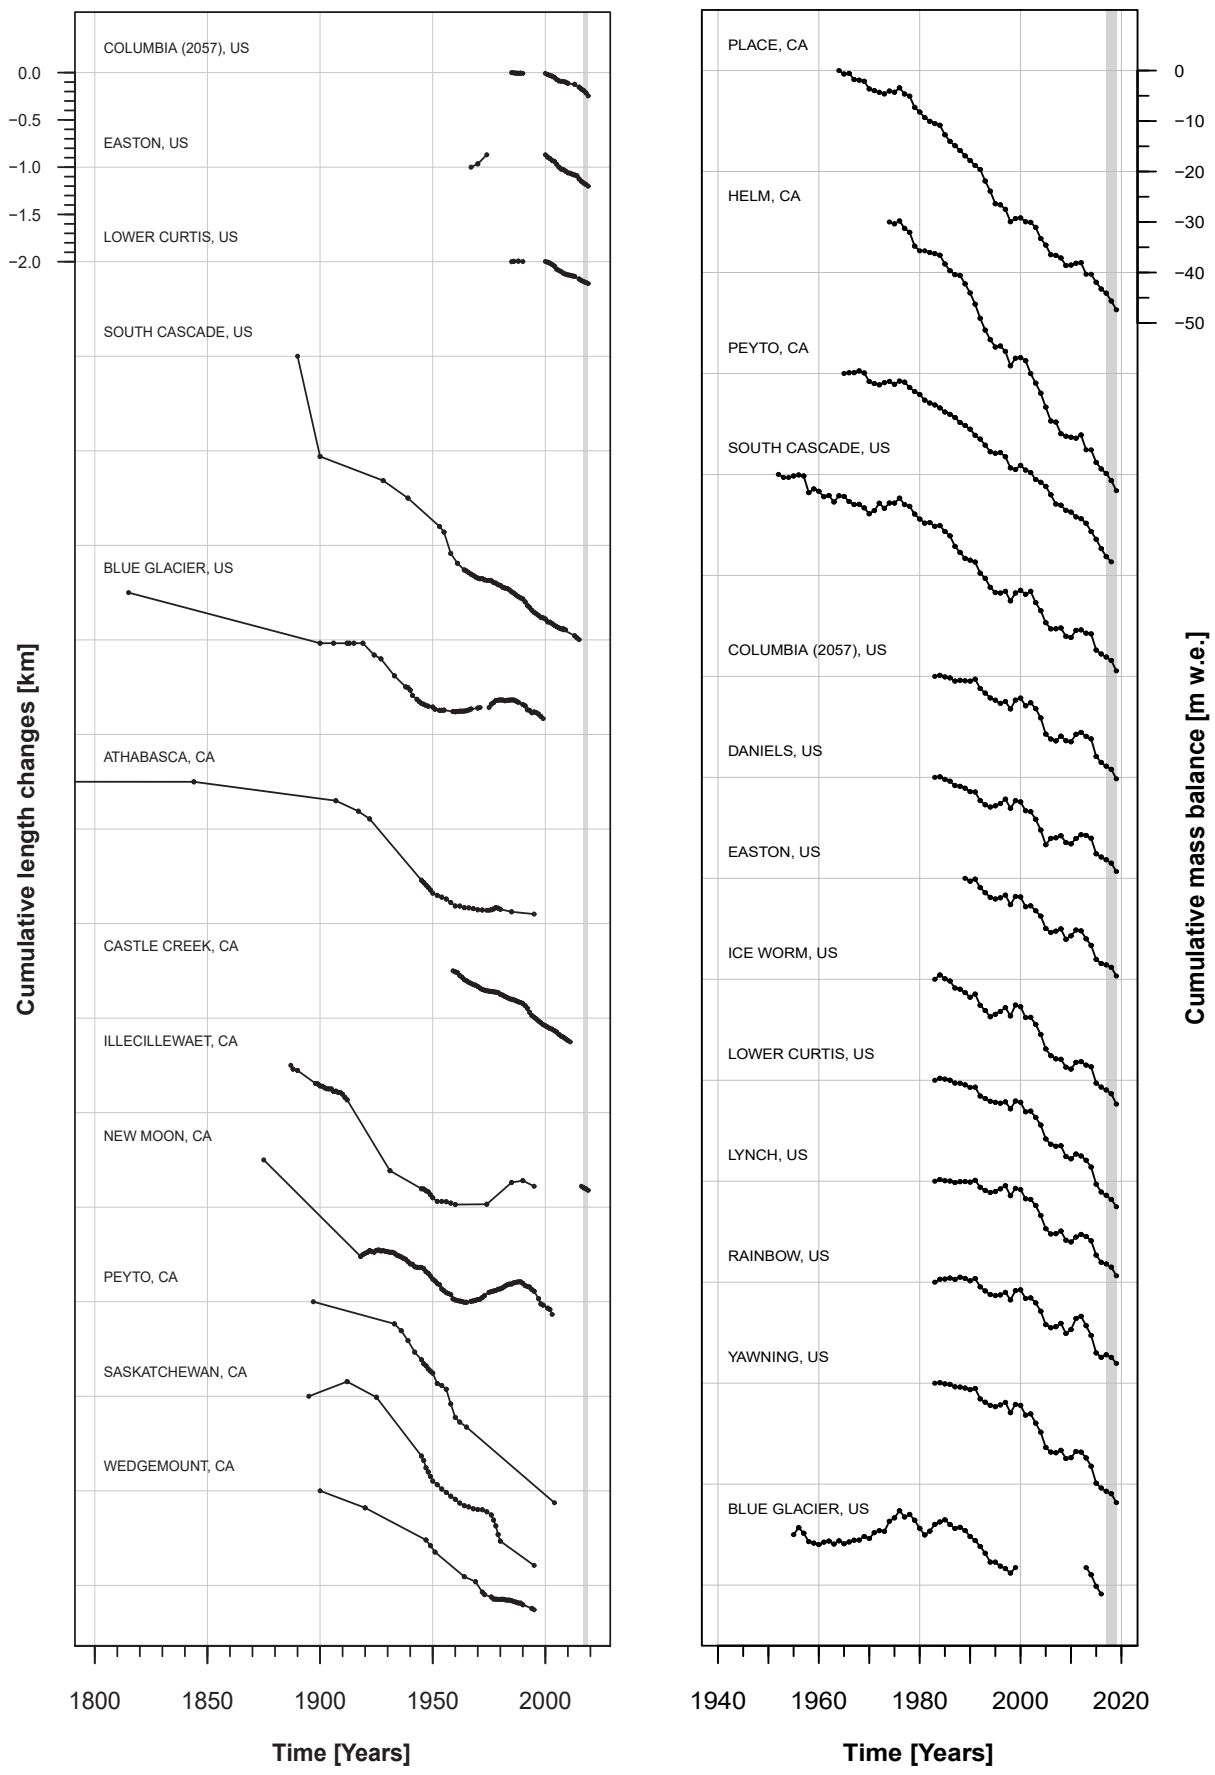 COLUMBIA (2057), US
0.0
−0.5
EASTON, US
−1.0
−1.5
LOWER CURTIS, US
−2.0
SOUTH CASCADE, US
BLUE GLACIER, US
ATHABASCA, CA
CASTLE CREEK, CA
ILLECILLEWAET, CA
NEW MOON, CA
PEYTO, CA
SASKATCHEWAN, CA
WEDGEMOUNT, CA
Cumulative length changes [km]
1800 1850 1900 1950 2000
Time [Years]
PLACE, CA
0
−10
−20
HELM, CA
−30
−40
−50
PEYTO, CA
SOUTH CASCADE, US
COLUMBIA (2057), US
DANIELS, US
EASTON, US
ICE WORM, US
LOWER CURTIS, US
LYNCH, US
RAINBOW, US
YAWNING, US
BLUE GLACIER, US
Cumulative mass balance [m w.e.]
1940 1960 1980 2000 2020
Time [Years]